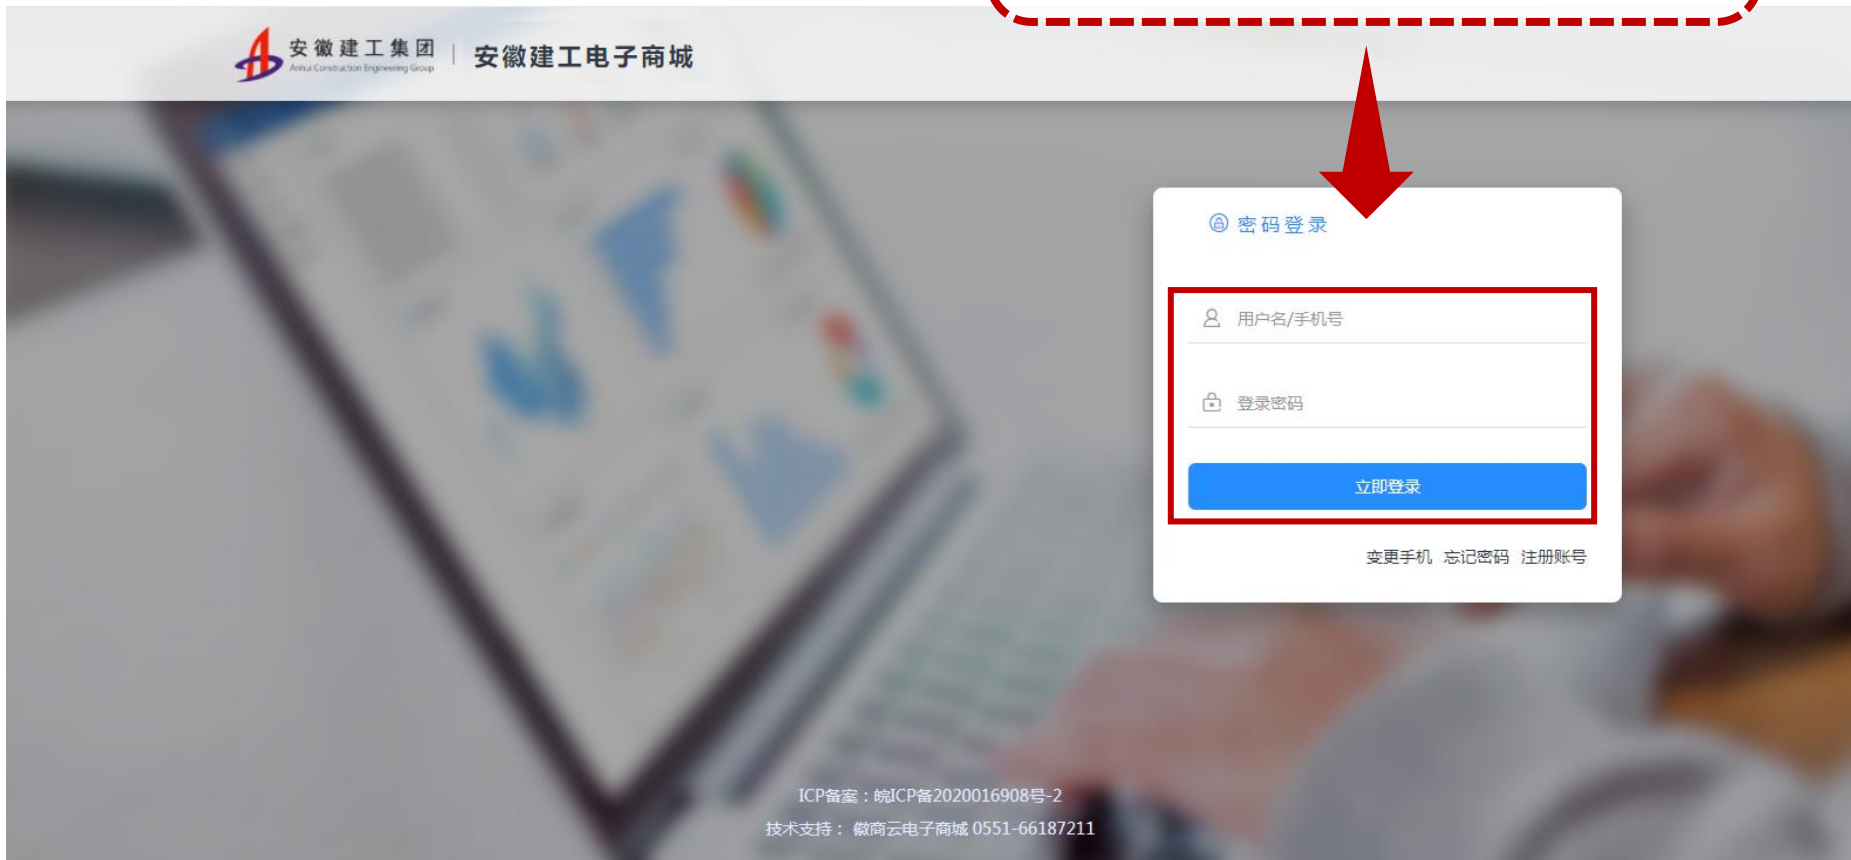 安徽建工集团
Anhui Construction Engineering Group
安徽建工电子商城
密码登录
用户名/手机号
登录密码
立即登录
变更手机 忘记密码 注册账号
ICP备案：皖ICP备2020016908号-2
技术支持： 徽商云电子商城 0551-66187211